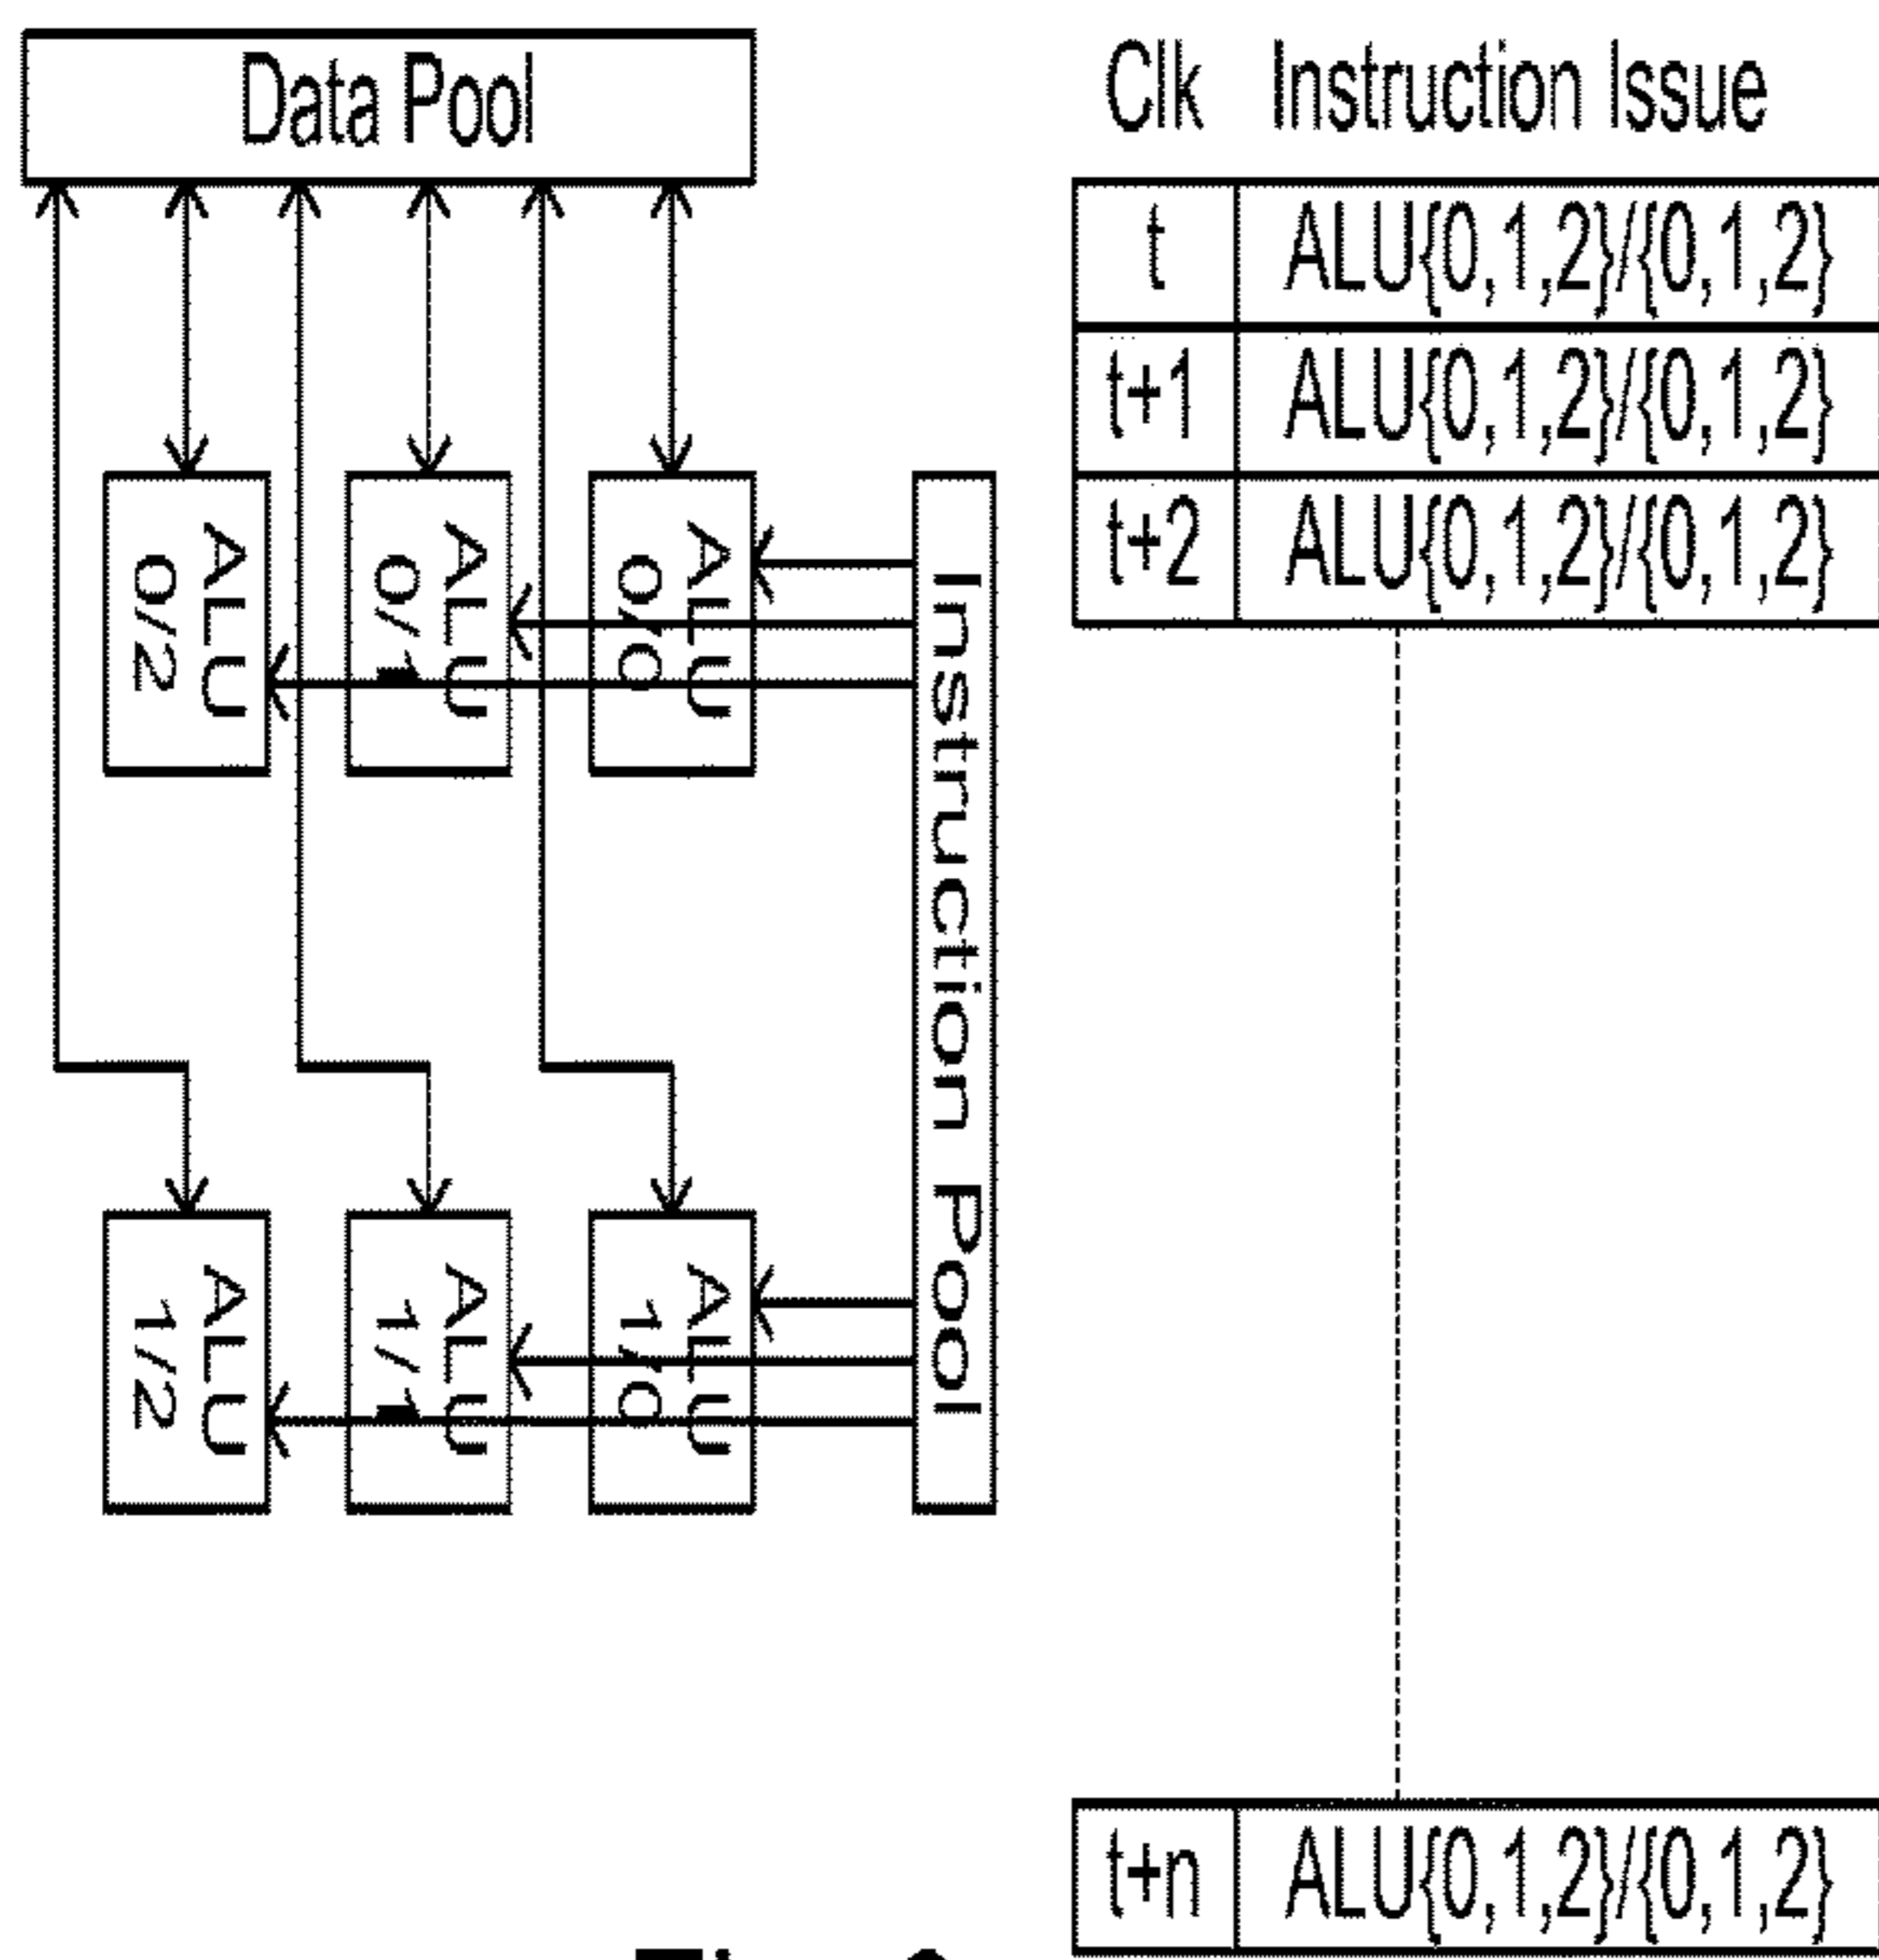 Data Pool
Clk Instruction Issue
t ALU{0,1,2}/{0,1,2}
t+1 ALU{0,1,2}/{0,1,2}
t+2 ALU{0,1,2}/{0,1,2}
ALU
0/2
ALU
0/1
ALU
0/0
Instruction Pool
ALU
1/2
ALU
1/1
ALU
1/0
t+n ALU{0,1,2}/{0,1,2}